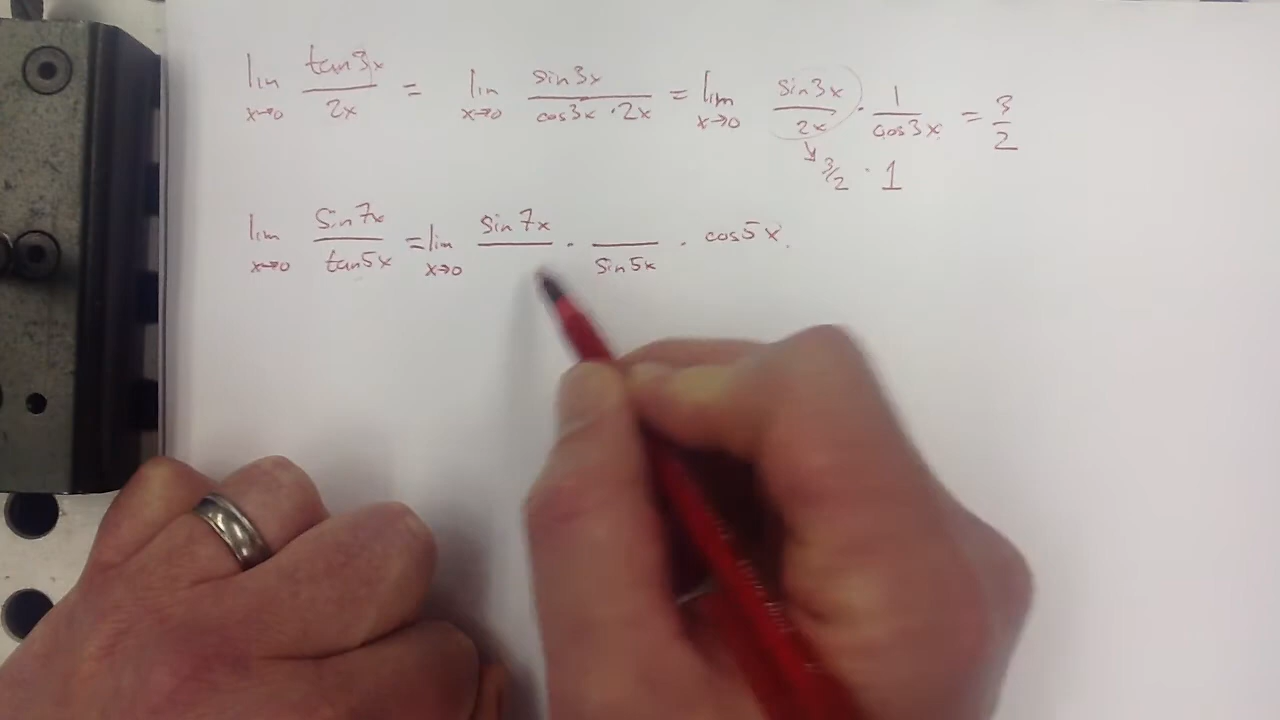 lim x→0 tan3x/2x = lim x→0 sin3x/(cos3x · 2x) = lim x→0 sin3x/2x · 1/cos3x = 3/2
↘ 3/2 · 1
lim x→0 sin7x/tan5x = lim x→0 sin7x/ · /sin5x · cos5x.